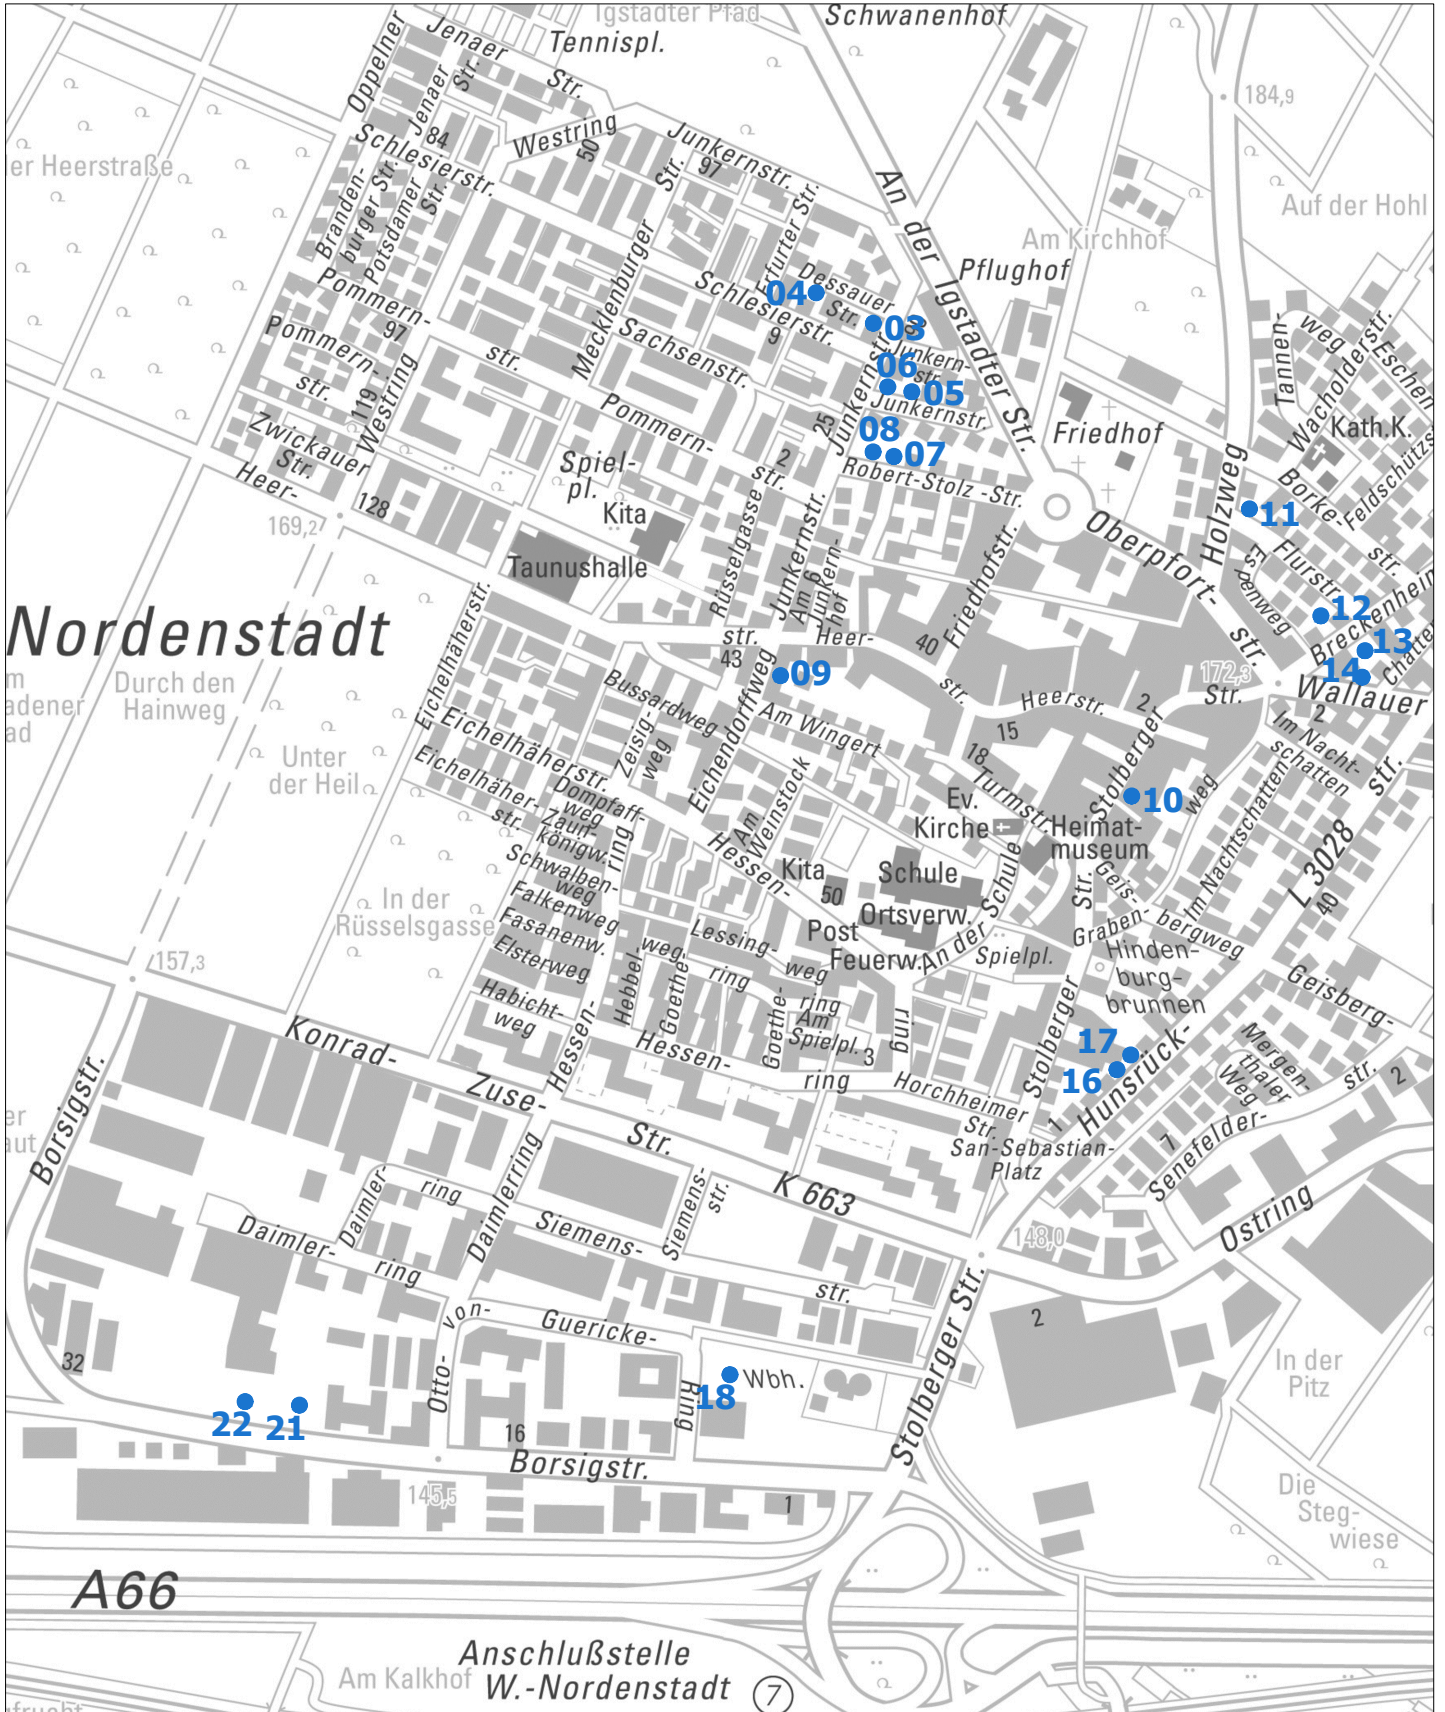 Igstadter Pfad
Schwanenhof
Tennispl.
Oppelner
Jenaer
Str.
Jenaer
Str.
84
Westring
50
Junkernstr.
97
184,9
er Heerstraße
Schlesierstr.
Branden-
burger Str.
Potsdamer
Str.
Mecklenburger
Str.
Erfurter Str.
An der Igstadter Str.
Auf der Hohl
Am Kirchhof
Pflughof
Pommern-
97
Pommern-
str.
119
Westring
str.
Schlesierstr.
9
Dessauer
Str.
04
03
Junkern-
str.
06
05
Junkernstr.
Junkernstr.
25
Sachsenstr.
Pommern-
2
str.
08
07
Robert-Stolz -Str.
Tannen-
weg
Wacholderstr.
Eschen
Kath.K.
Friedhof
Zwickauer
Str.
Heer-
128
169,2
Spiel-
pl.
Kita
Taunushalle
Rüsselgasse
Junkernstr.
Am 6
Junkern-
hof
Friedhofstr.
Oberpfort-
str.
Holzweg
11
Borke-
str.
Feldschützs
Flurstr.
Espenweg
12
Breckenhein
13
14
Chatten
Wallauer
Str.
172,3
Nordenstadt
m
adener
ad
Durch den
Hainweg
Unter
der Heil
Eichelhäherstr.
str.
43
Heer-
40
str.
Heerstr.
15
2
09
Bussardweg
Zeisig-
weg
Eichendorffweg
Am Wingert
18
Turmstr.
Stolberger
10
weg
2
Im Nacht-
schatten
Im Nachtschatten
str.
L 3028
40
Eichelhäherstr.
Eichelhäher-
str.
Dompfaff-
weg
Zaun-
königw.
Schwalben-
weg
Falkenweg
Fasanenw.
Elsterweg
Habicht-
weg
ring
Am
Weinstock
Hessen-
Ev.
Kirche
Heimat-
museum
Kita
50
Schule
Ortsverw.
Post
Feuerw.
An der Schule
Spielpl.
Str.
Geis-
bergweg
Graben-
Hinden-
burg-
brunnen
In der
Rüsselsgasse
157,3
Lessing-
ring
weg
Hebbel-
weg
Goethe-
Goethe-
ring
Am
Spielpl.
3
ring
Hessen-
Hessen-
ring
Horchheimer
Str.
Stolberger
17
16
1
Hunsrück-
Geisberg-
str.
2
Mergen-
thaler
Weg
Senefelder-
7
San-Sebastian-
Platz
Konrad-
Zuse-
Str.
K 663
Borsigstr.
er
aut
Daimler-
ring
Daimler-
ring
Daimlerring
Siemens-
str.
Siemens-
str.
148,0
Ostring
2
In der
Pitz
von-
Guericke-
Otto-
Ring
18
Wbh.
Stolberger Str.
32
22
21
16
Borsigstr.
145,5
1
Die
Steg-
wiese
A66
Anschlußstelle
W.-Nordenstadt
7
Am Kalkhof